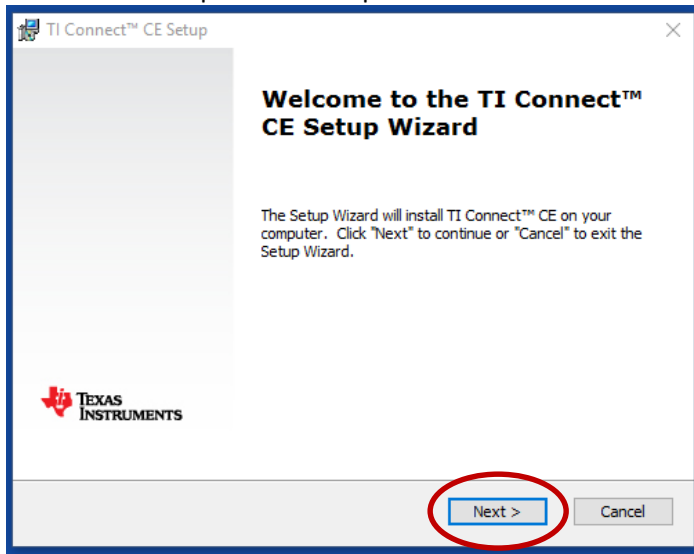 TI Connect™ CE Setup
Welcome to the TI Connect™
CE Setup Wizard
The Setup Wizard will install TI Connect™ CE on your
computer. Click "Next" to continue or "Cancel" to exit the
Setup Wizard.
TEXAS
INSTRUMENTS
Next >
Cancel